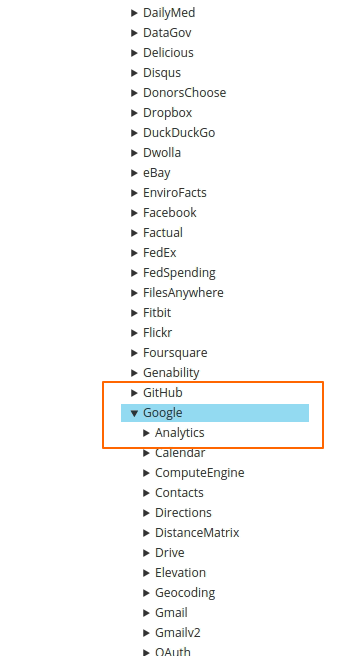 DailyMed
DataGov
Delicious
Disqus
DonorsChoose
Dropbox
DuckDuckGo
Dwolla
eBay
EnviroFacts
Facebook
Factual
FedEx
FedSpending
FilesAnywhere
Fitbit
Flickr
Foursquare
Genability
GitHub
Google
Analytics
Calendar
ComputeEngine
Contacts
Directions
DistanceMatrix
Drive
Elevation
Geocoding
Gmail
Gmailv2
OAuth